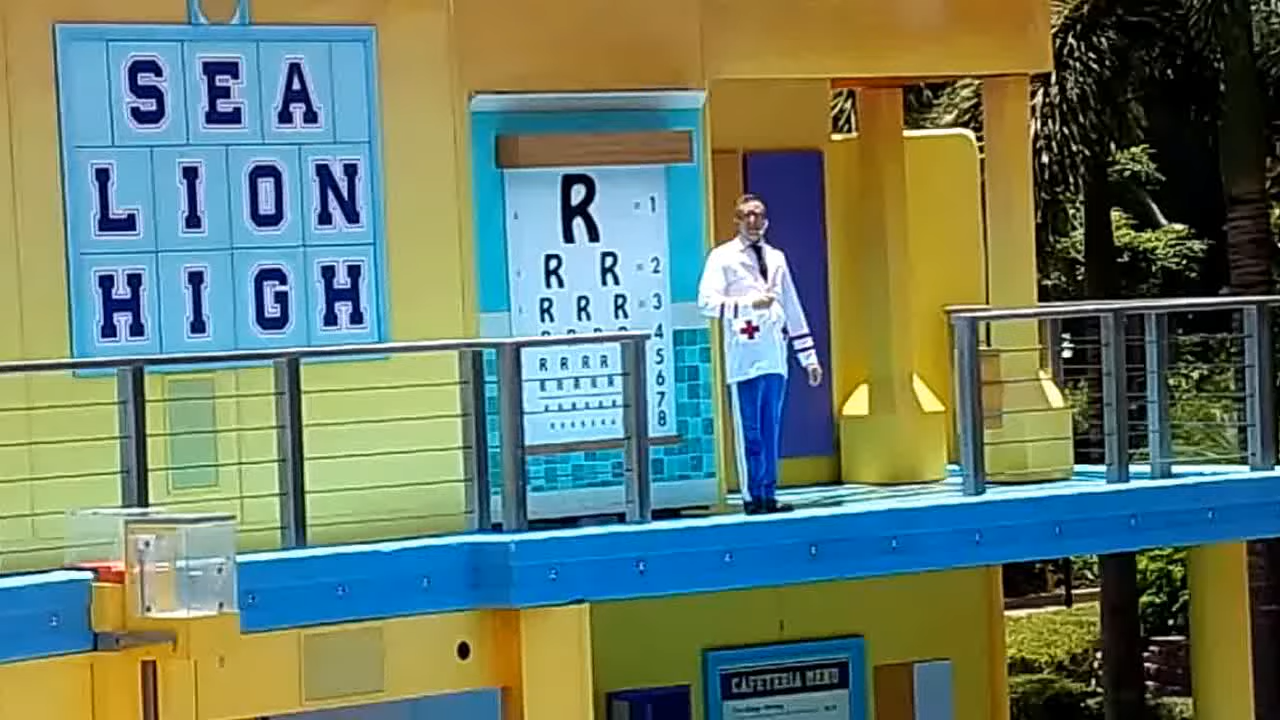 SEA
LION
HIGH
R = 1
R R = 2
R R R = 3
4
R R R R 5
6
7
8
CAFETERIA MENU